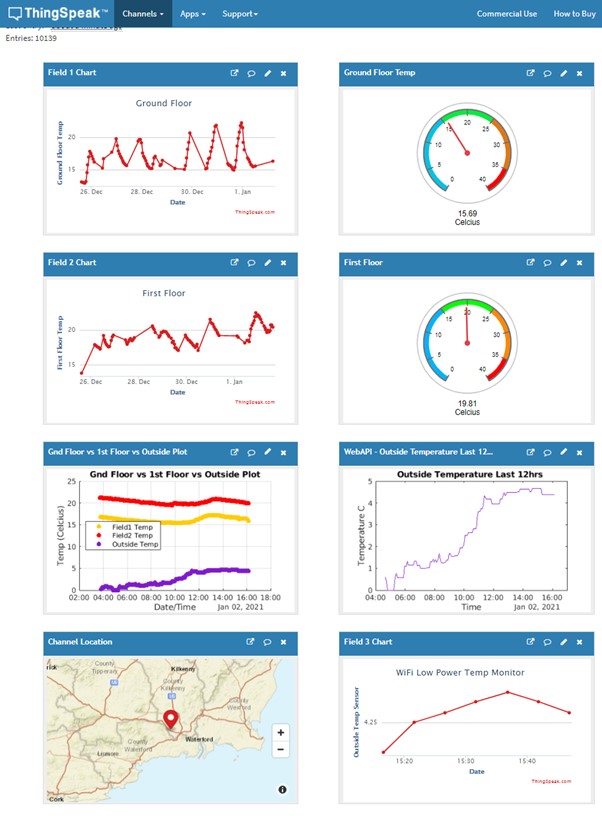 ThingSpeak™ Channels Apps Support Commercial Use How to Buy
Entries: 10139
Field 1 Chart
Ground Floor
Ground Floor Temp
20
15
26. Dec 28. Dec 30. Dec 1. Jan
Date
ThingSpeak.com
Ground Floor Temp
0
5
10
15
20
25
30
35
40
15.69
Celcius
Field 2 Chart
First Floor
First Floor Temp
20
15
26. Dec 28. Dec 30. Dec 1. Jan
Date
ThingSpeak.com
First Floor
0
5
10
15
20
25
30
35
40
19.81
Celcius
Gnd Floor vs 1st Floor vs Outside Plot
Gnd Floor vs 1st Floor vs Outside Plot
Temp (Celcius)
25
20
15
10
5
0
Field1 Temp
Field2 Temp
Outside Temp
02:00 04:00 06:00 08:00 10:00 12:00 14:00 16:00 18:00
Date/Time Jan 02, 2021
WebAPI - Outside Temperature Last 12...
Outside Temperature Last 12hrs
Temperature C
5
4
3
2
1
0
04:00 06:00 08:00 10:00 12:00 14:00 16:00
Time Jan 02, 2021
Channel Location
County
Tipperary
Kilkenny
County
Kilkenny
County
Wexford
Waterford
County
Waterford
Lismore
Cork
+
−
Field 3 Chart
WiFi Low Power Temp Monitor
Outside Temp Sensor
4.25
15:20 15:30 15:40
Date
ThingSpeak.com